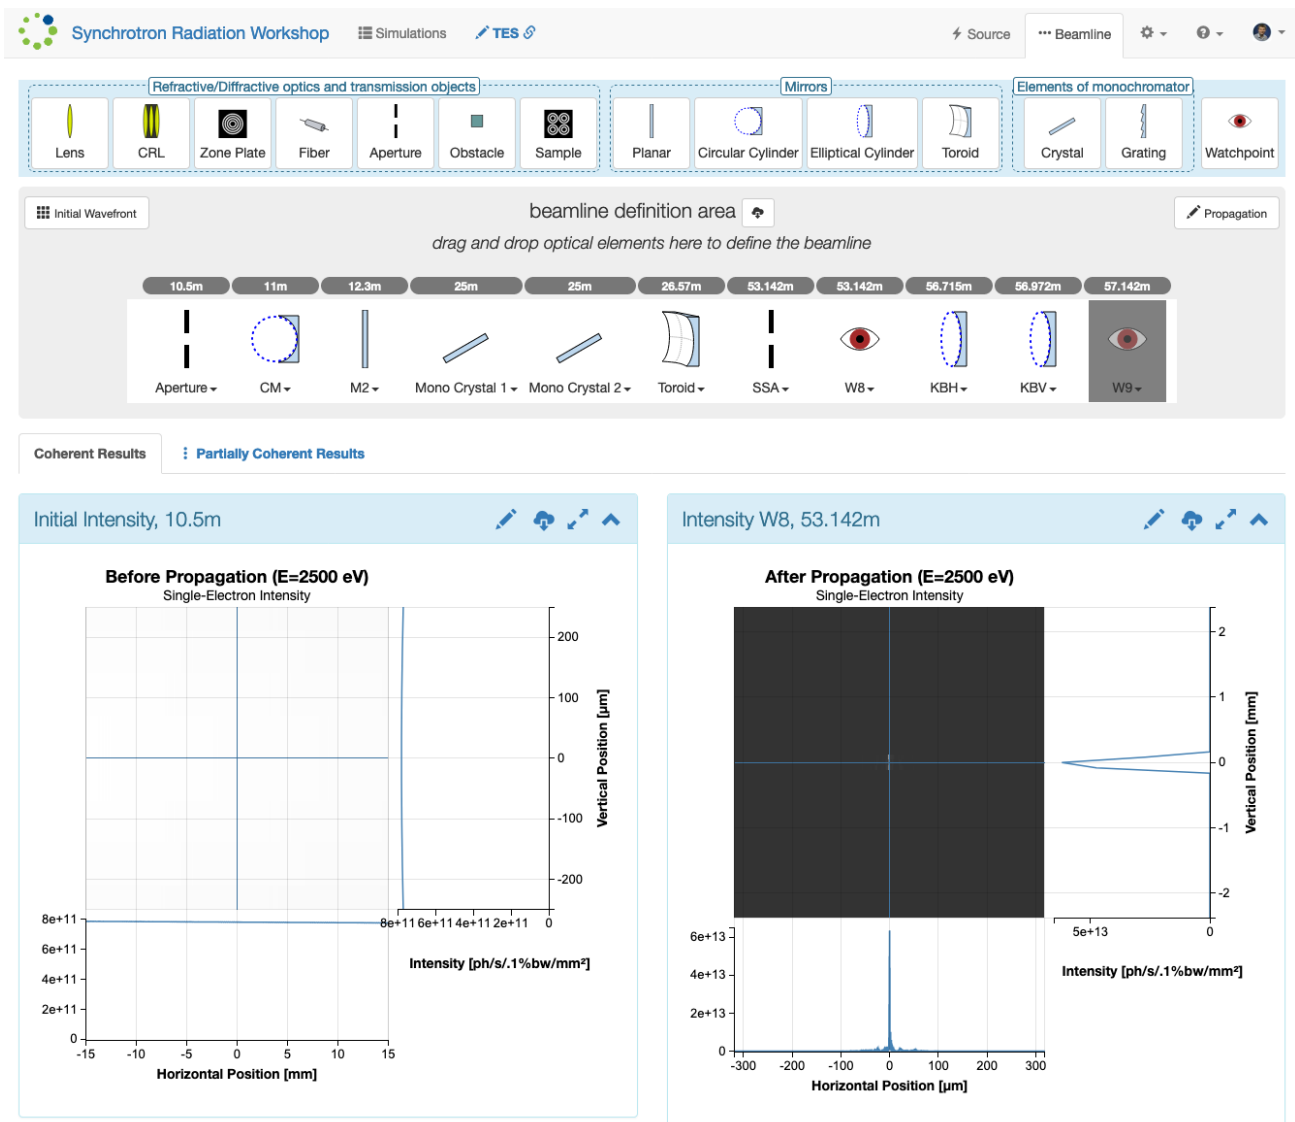 Synchrotron Radiation Workshop
Simulations
TES
Source
Beamline
Refractive/Diffractive optics and transmission objects
Mirrors
Elements of monochromator
Lens
CRL
Zone Plate
Fiber
Aperture
Obstacle
Sample
Planar
Circular Cylinder
Elliptical Cylinder
Toroid
Crystal
Grating
Watchpoint
Initial Wavefront
beamline definition area
Propagation
drag and drop optical elements here to define the beamline
10.5m
11m
12.3m
25m
25m
26.57m
53.142m
53.142m
56.715m
56.972m
57.142m
Aperture
CM
M2
Mono Crystal 1
Mono Crystal 2
Toroid
SSA
W8
KBH
KBV
W9
Coherent Results
Partially Coherent Results
Initial Intensity, 10.5m
Before Propagation (E=2500 eV)
Single-Electron Intensity
200
100
0
-100
-200
Vertical Position [μm]
8e+11
6e+11
4e+11
2e+11
0
8e+11 6e+11 4e+11 2e+11 0
Intensity [ph/s/.1%bw/mm²]
-15 -10 -5 0 5 10 15
Horizontal Position [mm]
Intensity W8, 53.142m
After Propagation (E=2500 eV)
Single-Electron Intensity
2
1
0
-1
-2
Vertical Position [mm]
5e+13 0
Intensity [ph/s/.1%bw/mm²]
6e+13
4e+13
2e+13
0
-300 -200 -100 0 100 200 300
Horizontal Position [μm]